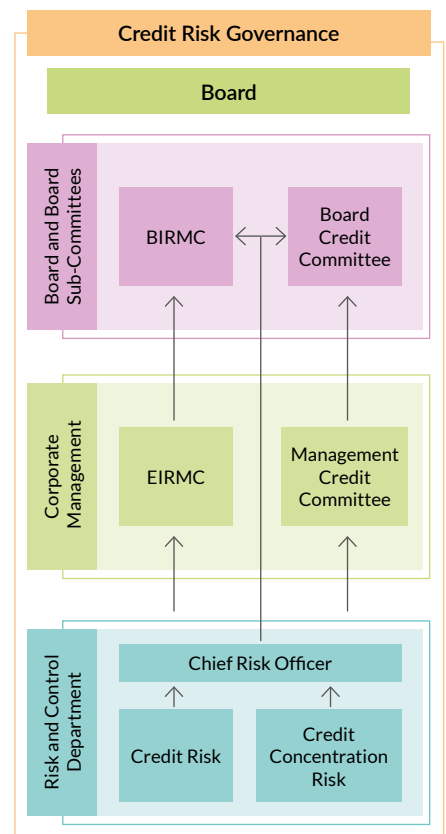 Credit Risk Governance
Board
Board and Board
Sub-Committees
BIRMC
Board
Credit
Committee
Corporate
Management
EIRMC
Management
Credit
Committee
Risk and Control
Department
Chief Risk Officer
Credit Risk
Credit
Concentration
Risk